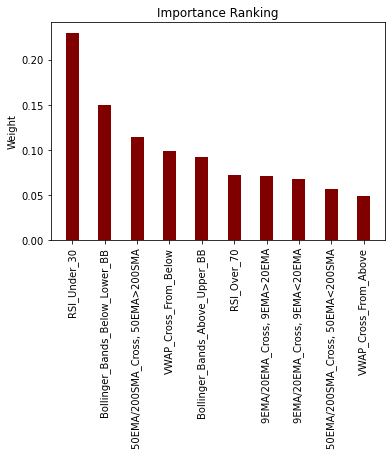 Importance Ranking
Weight
0.20
0.15
0.10
0.05
0.00
RSI_Under_30
Bollinger_Bands_Below_Lower_BB
50EMA/200SMA_Cross, 50EMA>200SMA
VWAP_Cross_From_Below
Bollinger_Bands_Above_Upper_BB
RSI_Over_70
9EMA/20EMA_Cross, 9EMA>20EMA
9EMA/20EMA_Cross, 9EMA<20EMA
50EMA/200SMA_Cross, 50EMA<200SMA
VWAP_Cross_From_Above